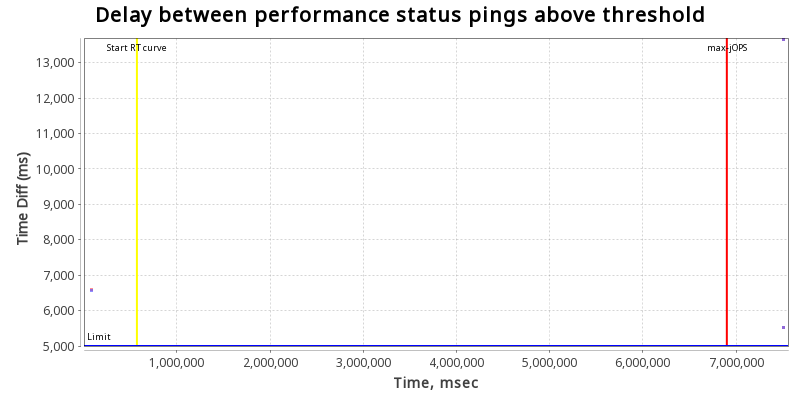 Delay between performance status pings above threshold
Start RT curve
max-jOPS
13,000
12,000
11,000
10,000
9,000
8,000
7,000
6,000
5,000
Time Diff (ms)
Limit
1,000,000
2,000,000
3,000,000
4,000,000
5,000,000
6,000,000
7,000,000
Time, msec